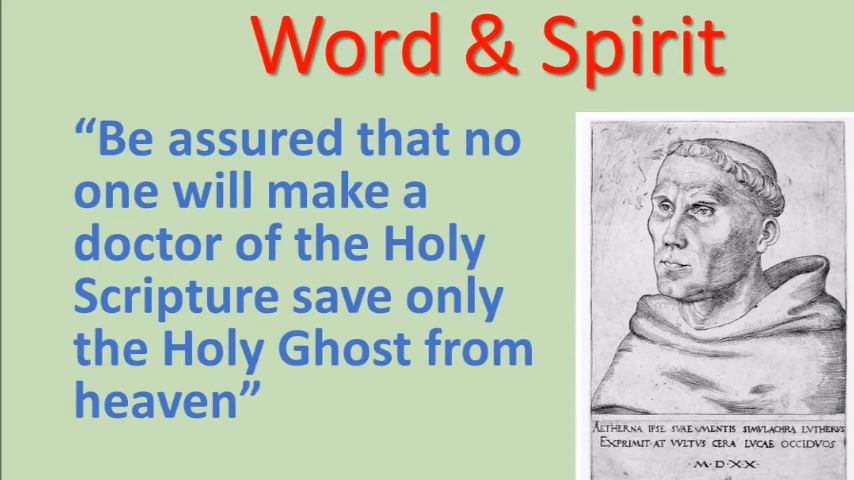 Word & Spirit
“Be assured that no
one will make a
doctor of the Holy
Scripture save only
the Holy Ghost from
heaven”
AETHERNA IPSE SVAE MENTIS SIMVLACHRA LVTHERVS
EXPRIMIT·AT VVLTVS CERA LVCAE OCCIDVOS
·M·D·X·X·